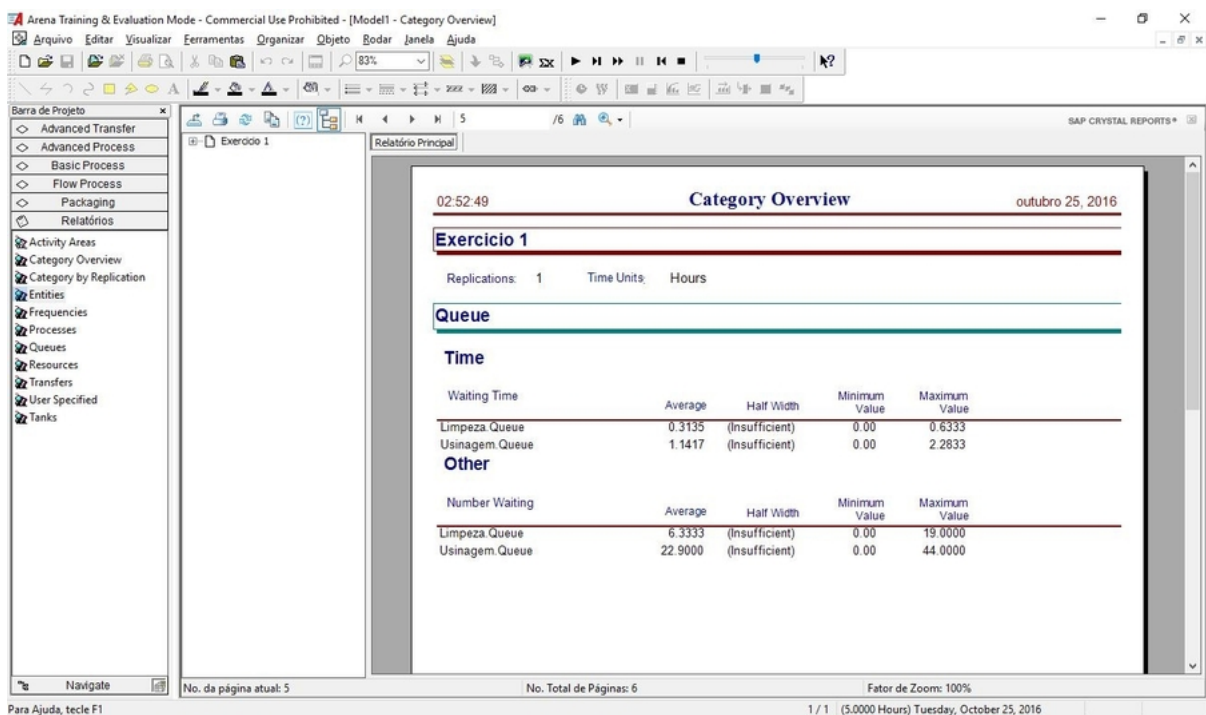 Arena Training & Evaluation Mode - Commercial Use Prohibited - [Model1 - Category Overview]
Arquivo Editar Visualizar Ferramentas Organizar Objeto Rodar Janela Ajuda
83%
Barra de Projeto
Advanced Transfer
Advanced Process
Basic Process
Flow Process
Packaging
Relatórios
Activity Areas
Category Overview
Category by Replication
Entities
Frequencies
Processes
Queues
Resources
Transfers
User Specified
Tanks
Navigate
5 /6 SAP CRYSTAL REPORTS
Exercicio 1
Relatório Principal
02:52:49 Category Overview outubro 25, 2016
Exercicio 1
Replications: 1 Time Units: Hours
Queue
Time
Waiting Time Average Half Width Minimum Value Maximum Value
Limpeza.Queue 0.3135 (Insufficient) 0.00 0.6333
Usinagem.Queue 1.1417 (Insufficient) 0.00 2.2833
Other
Number Waiting Average Half Width Minimum Value Maximum Value
Limpeza.Queue 6.3333 (Insufficient) 0.00 19.0000
Usinagem.Queue 22.9000 (Insufficient) 0.00 44.0000
No. da página atual: 5 No. Total de Páginas: 6 Fator de Zoom: 100%
Para Ajuda, tecle F1 1 / 1 (5.0000 Hours) Tuesday, October 25, 2016